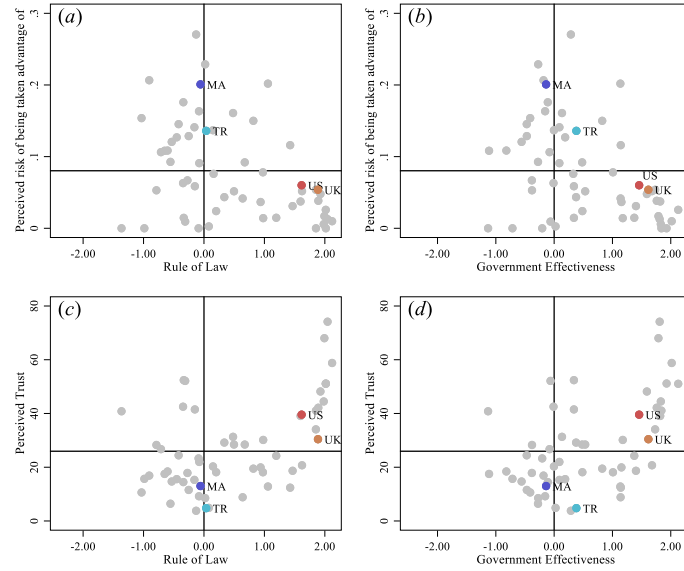 (a)
Perceived risk of being taken advantage of
.3
.2
.1
0
MA
TR
US
UK
-2.00 -1.00 0.00 1.00 2.00
Rule of Law
(b)
Perceived risk of being taken advantage of
.3
.2
.1
0
MA
TR
US
UK
-2.00 -1.00 0.00 1.00 2.00
Government Effectiveness
(c)
Perceived Trust
80
60
40
20
0
US
UK
MA
TR
-2.00 -1.00 0.00 1.00 2.00
Rule of Law
(d)
Perceived Trust
80
60
40
20
0
US
UK
MA
TR
-2.00 -1.00 0.00 1.00 2.00
Government Effectiveness